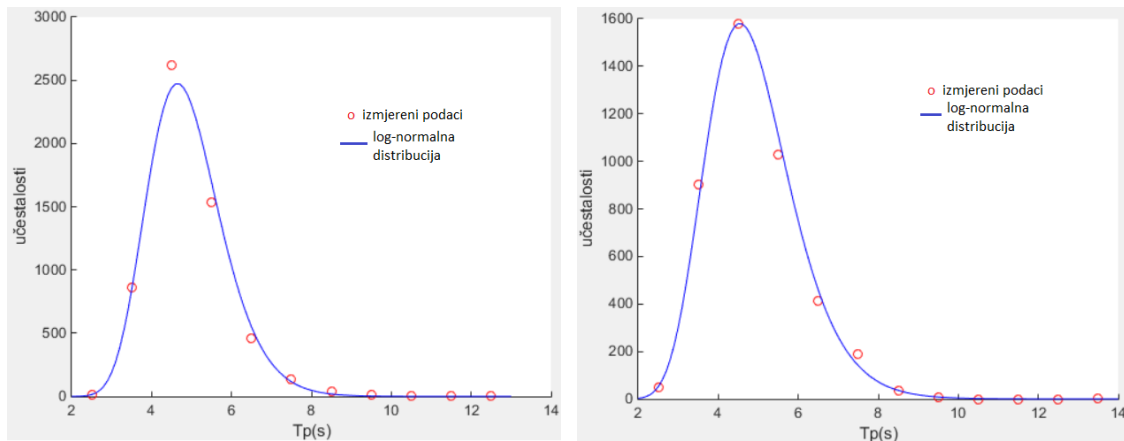 3000
2500
2000
1500
1000
500
0
učestalosti
izmjereni podaci
log-normalna
distribucija
2 4 6 8 10 12 14
Tp(s)
1600
1400
1200
1000
800
600
400
200
0
učestalosti
izmjereni podaci
log-normalna
distribucija
2 4 6 8 10 12 14
Tp(s)